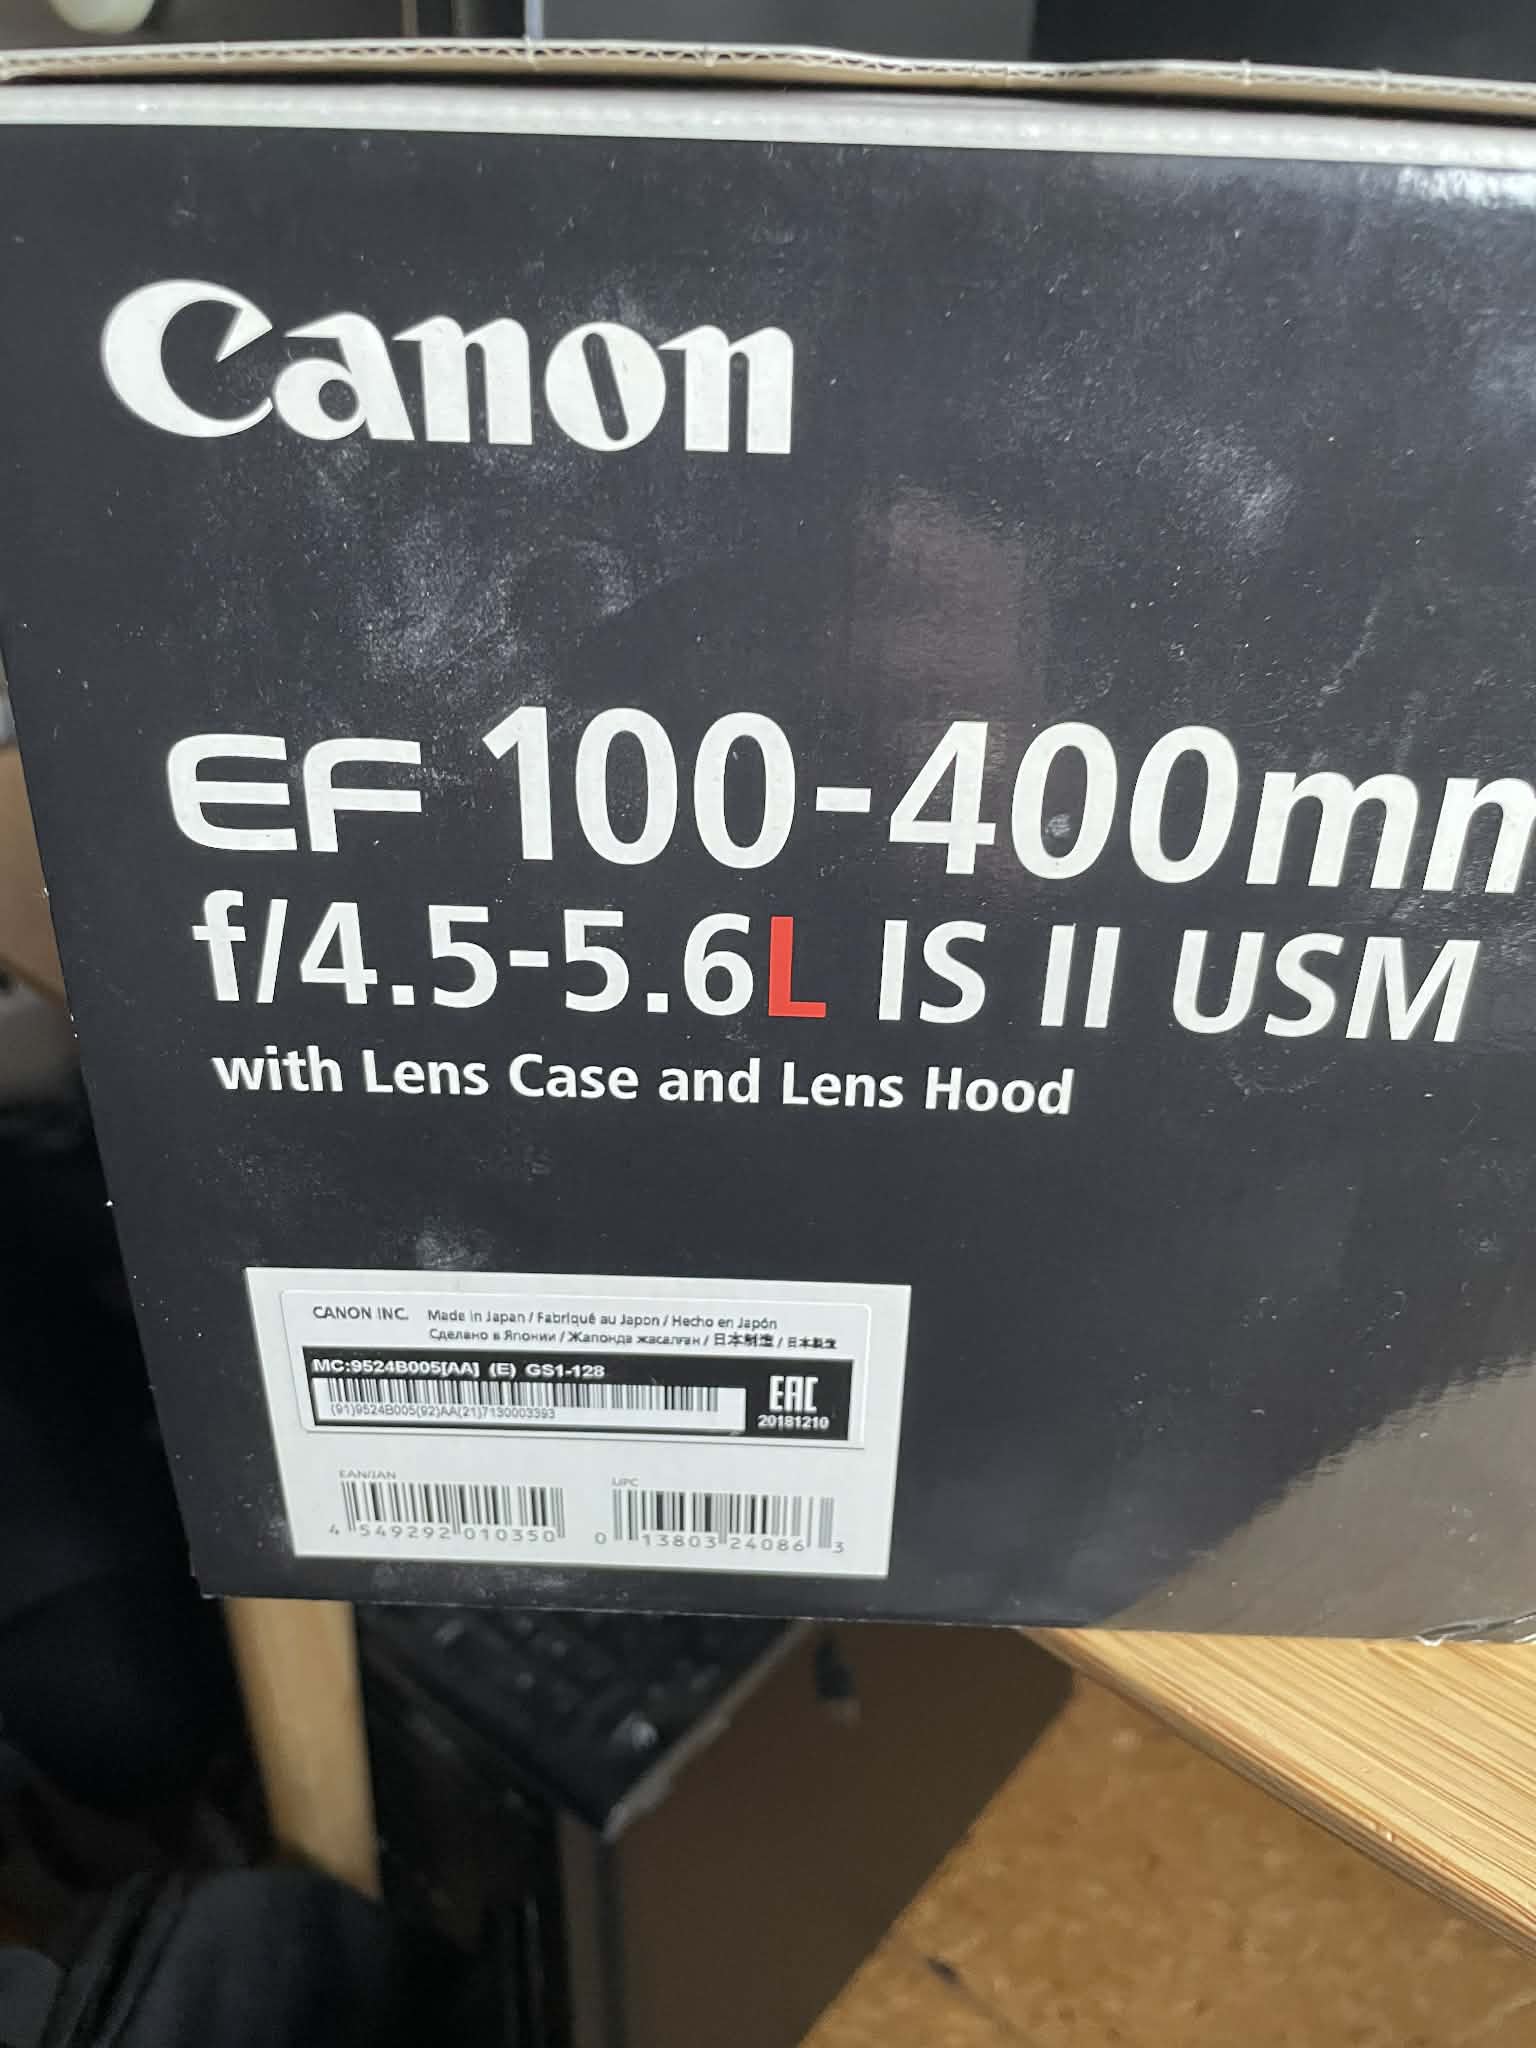 Canon
EF 100-400mm
f/4.5-5.6L IS II USM
with Lens Case and Lens Hood
CANON INC. Made in Japan / Fabriqué au Japon / Hecho en Japón
Сделано в Японии / Жапонда жасалған / 日本制造 / 日本製造
MC:9524B005[AA] (E) GS1-128
(91)9524B005(92)AA(21)7130003393
EAC
20181210
EAN/JAN
4 549292 010350
UPC
0 13803 24086 3